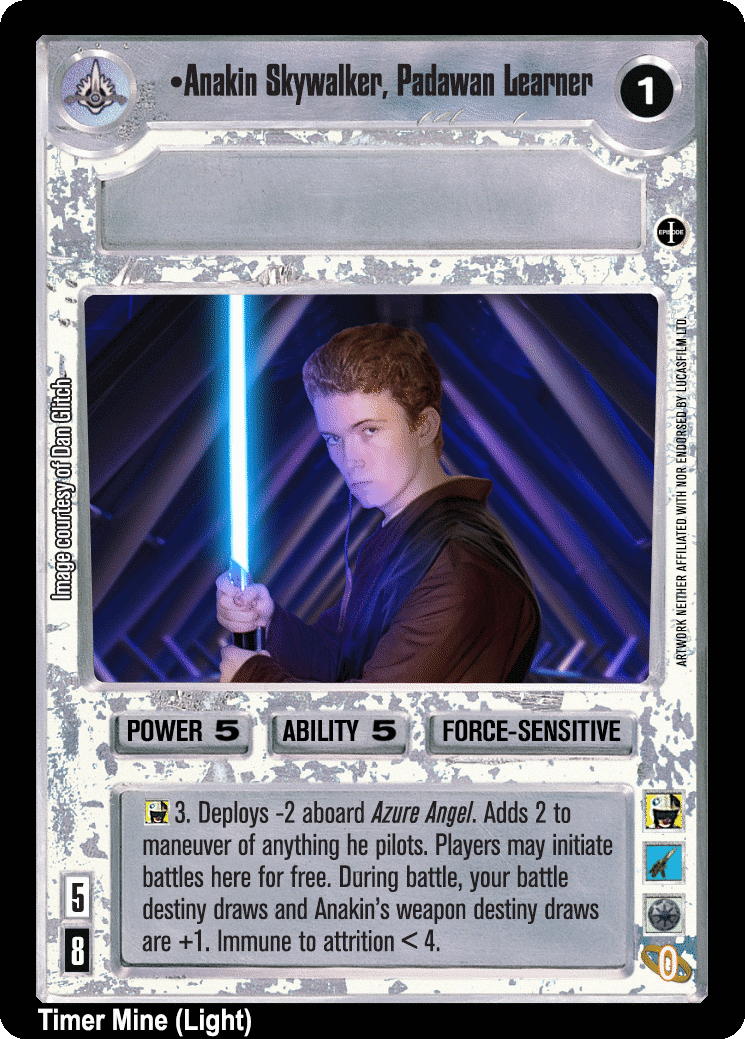 •Anakin Skywalker, Padawan Learner
1
EPISODE
I
Image courtesy of Dan Glitch
ARTWORK NEITHER AFFILIATED WITH NOR ENDORSED BY LUCASFILM LTD.
POWER 5
ABILITY 5
FORCE-SENSITIVE
3. Deploys -2 aboard Azure Angel. Adds 2 to
maneuver of anything he pilots. Players may initiate
battles here for free. During battle, your battle
destiny draws and Anakin's weapon destiny draws
are +1. Immune to attrition < 4.
5
8
0
Timer Mine (Light)